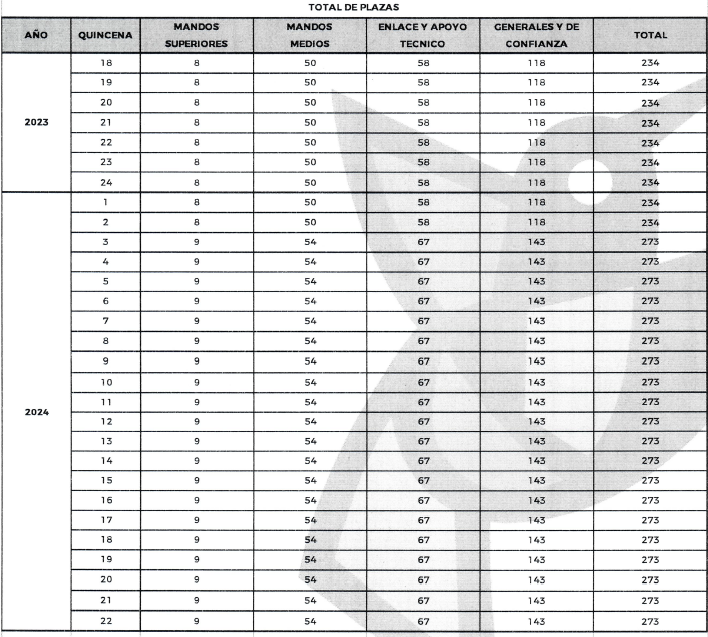 TOTAL DE PLAZAS
AÑO QUINCENA MANDOS SUPERIORES MANDOS MEDIOS ENLACE Y APOYO TECNICO GENERALES Y DE CONFIANZA TOTAL
2023 18 8 50 58 118 234
19 8 50 58 118 234
20 8 50 58 118 234
21 8 50 58 118 234
22 8 50 58 118 234
23 8 50 58 118 234
24 8 50 58 118 234
2024 1 8 50 58 118 234
2 8 50 58 118 234
3 9 54 67 143 273
4 9 54 67 143 273
5 9 54 67 143 273
6 9 54 67 143 273
7 9 54 67 143 273
8 9 54 67 143 273
9 9 54 67 143 273
10 9 54 67 143 273
11 9 54 67 143 273
12 9 54 67 143 273
13 9 54 67 143 273
14 9 54 67 143 273
15 9 54 67 143 273
16 9 54 67 143 273
17 9 54 67 143 273
18 9 54 67 143 273
19 9 54 67 143 273
20 9 54 67 143 273
21 9 54 67 143 273
22 9 54 67 143 273